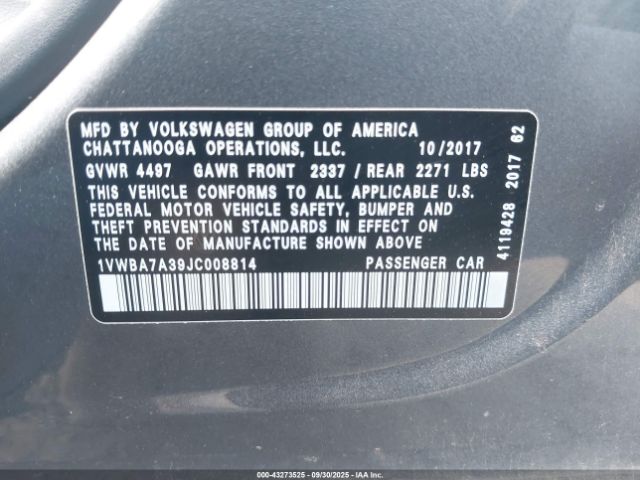 MFD BY VOLKSWAGEN GROUP OF AMERICA
CHATTANOOGA OPERATIONS, LLC. 10/2017
GVWR 4497 GAWR FRONT 2337 / REAR 2271 LBS
THIS VEHICLE CONFORMS TO ALL APPLICABLE U.S.
FEDERAL MOTOR VEHICLE SAFETY, BUMPER AND
THEFT PREVENTION STANDARDS IN EFFECT ON
THE DATE OF MANUFACTURE SHOWN ABOVE
1VWBA7A39JC008814 PASSENGER CAR
4119428 2017 62
000-43273525 - 09/30/2025 - IAA, Inc.